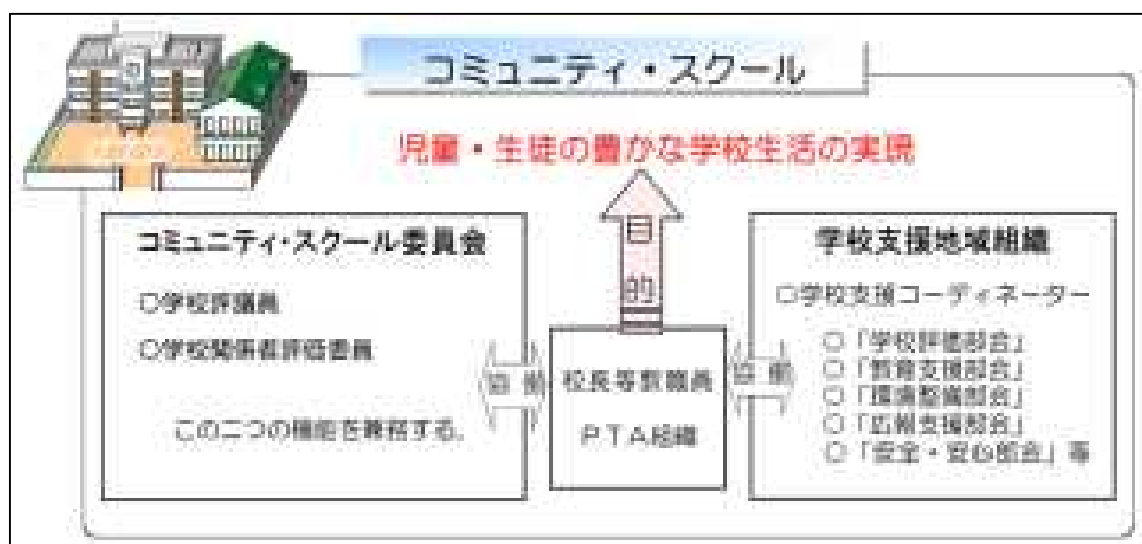 コミュニティ・スクール
児童・生徒の豊かな学校生活の実現
目的
コミュニティ・スクール委員会
○学校評議員
○学校関係者評価委員
この二つの機能を兼務する。
協働
校長等教職員
PTA組織
協働
学校支援地域組織
○学校支援コーディネーター
○「学校評価部会」
○「教育支援部会」
○「環境整備部会」
○「広報支援部会」
○「安全・安心部会」等